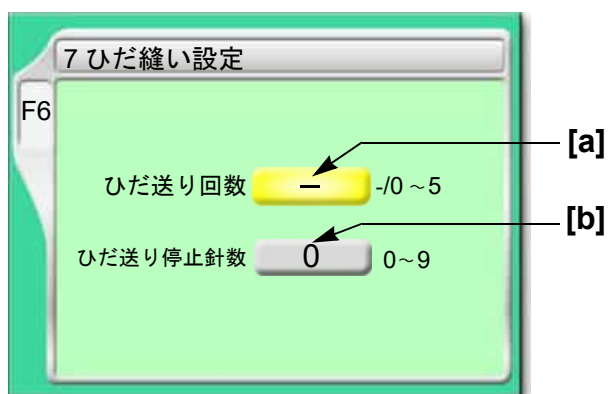 7 ひだ縫い設定
F6
[a]
ひだ送り回数 − -/0 ~ 5
[b]
ひだ送り停止針数 0 0~9